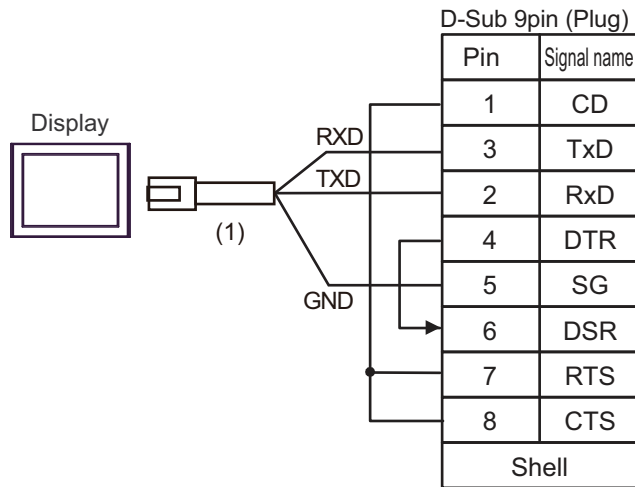 D-Sub 9pin (Plug)
Pin Signal name
1 CD
Display
RXD
3 TxD
TXD
2 RxD
(1)
4 DTR
GND
5 SG
6 DSR
7 RTS
8 CTS
Shell